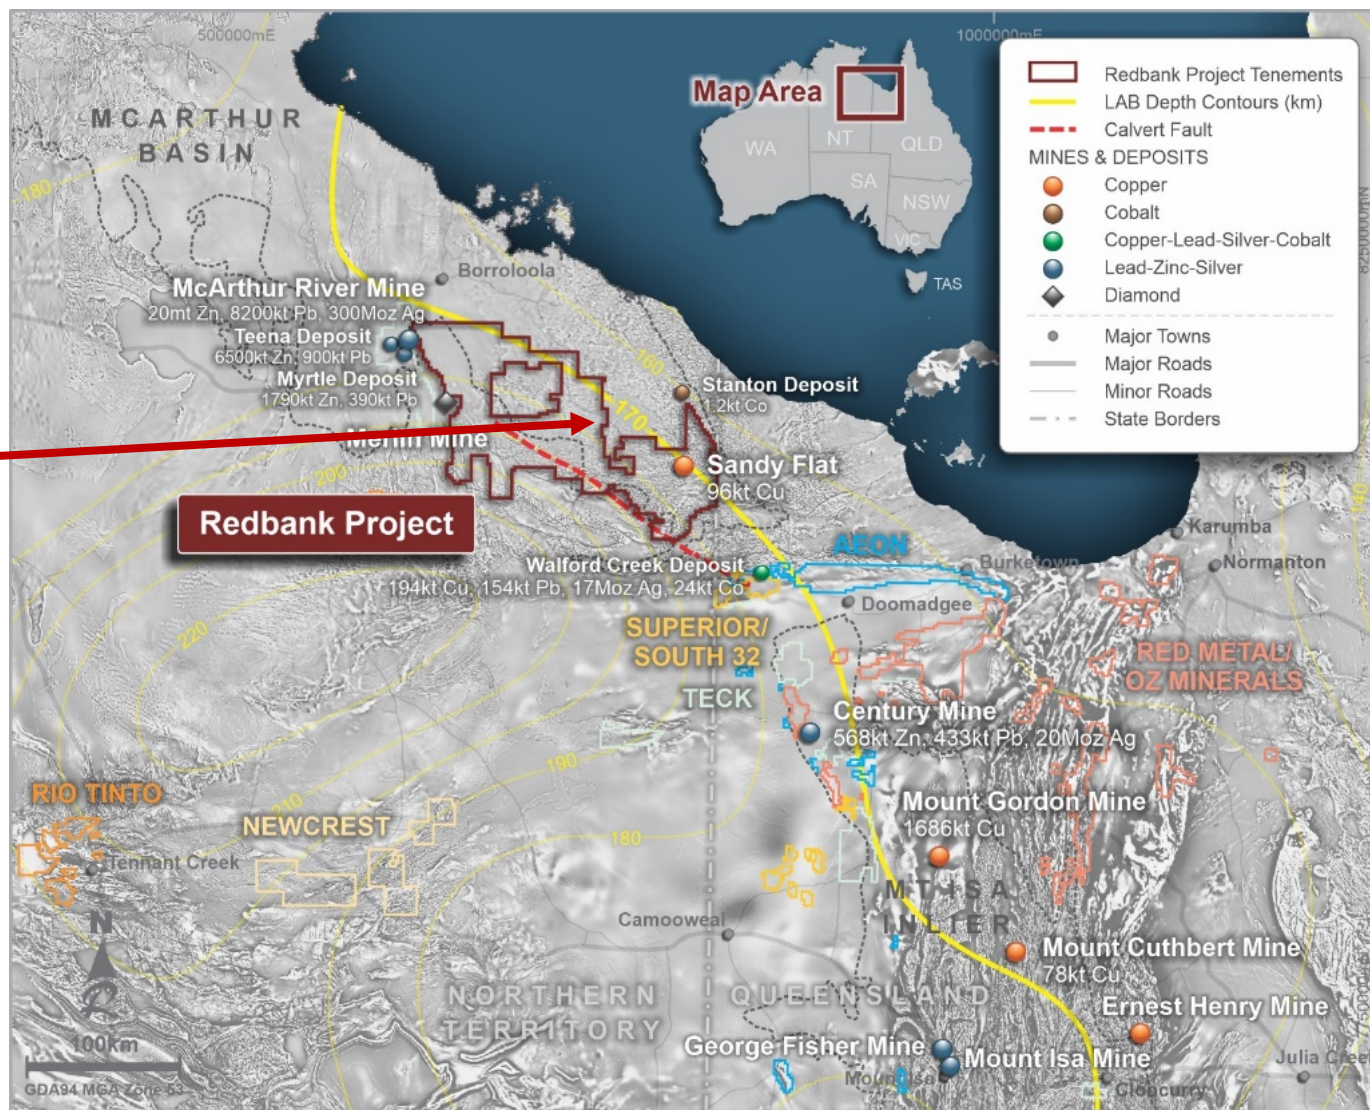 500000mE
1000000mE
8250000mN
Map Area
WA
NT
QLD
SA
NSW
VIC
TAS
Redbank Project Tenements
LAB Depth Contours (km)
Calvert Fault
MINES & DEPOSITS
Copper
Cobalt
Copper-Lead-Silver-Cobalt
Lead-Zinc-Silver
Diamond
Major Towns
Major Roads
Minor Roads
State Borders
MCARTHUR
BASIN
180
Borroloola
McArthur River Mine
20mt Zn, 8200kt Pb, 300Moz Ag
Teena Deposit
6500kt Zn, 900kt Pb
Myrtle Deposit
1790kt Zn, 390kt Pb
Merlin Mine
160
170
Stanton Deposit
1.2kt Co
Sandy Flat
96kt Cu
200
Redbank Project
Walford Creek Deposit
194kt Cu, 154kt Pb, 17Moz Ag, 24kt Co
AEON
Burketown
Karumba
Normanton
Doomadgee
220
SUPERIOR/
SOUTH 32
TECK
RED METAL/
OZ MINERALS
Century Mine
568kt Zn, 433kt Pb, 20Moz Ag
190
210
180
RIO TINTO
NEWCREST
Tennant Creek
Mount Gordon Mine
1686kt Cu
MT ISA
INLIER
Camooweal
N
Mount Cuthbert Mine
78kt Cu
NORTHERN
TERRITORY
QUEENSLAND
Ernest Henry Mine
100km
GDA94 MGA Zone 53
George Fisher Mine
Mount Isa Mine
Mount Isa
Julia Cree
Cloncurry